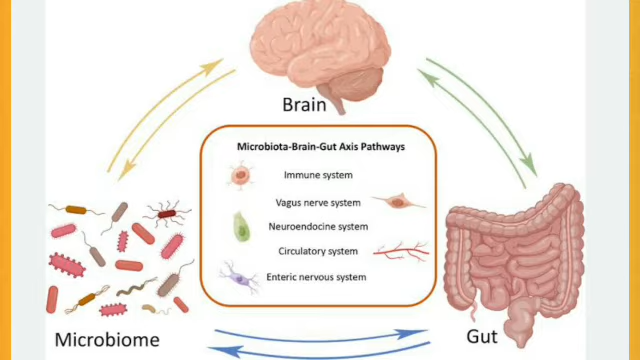 Brain
Microbiota-Brain-Gut Axis Pathways
Immune system
Vagus nerve system
Neuroendocine system
Circulatory system
Enteric nervous system
Microbiome
Gut